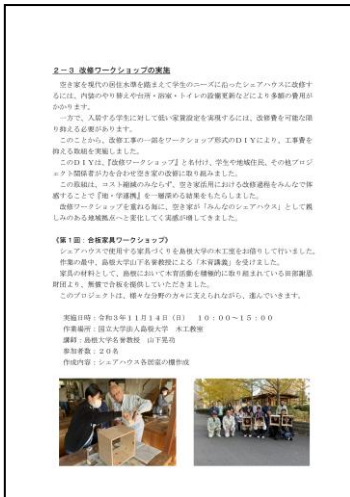 2－3 改修ワークショップの実施
空き家を現代の居住水準を踏まえて学生のニーズに沿ったシェアハウスに改修す
るには、内装のやり替えや台所・浴室・トイレの設備更新などにより多額の費用が
かかります。
一方で、入居する学生に対して低い家賃設定を実現するには、改修費を可能な限
り抑える必要があります。
このことから、改修工事の一部をワークショップ形式のＤＩＹにより、工事費を
抑える取組を実施しました。
このＤＩＹは、『改修ワークショップ』と名付け、学生や地域住民、その他プロジ
ェクト関係者が力を合わせ空き家の改修に取り組みました。
この取組は、コスト縮減のみならず、空き家活用における改修過程をみんなで体
感することで『地・学連携』を一層深める結果をもたらしました。
改修ワークショップを重ねる毎に、空き家が「みんなのシェアハウス」として親
しみのある地域拠点へと変化してく実感が増してきました。
《第１回：合板家具ワークショップ》
シェアハウスで使用する家具づくりを島根大学の木工室をお借りして行いました。
作業の最中、島根大学山下名誉教授による「木育講義」を受けました。
家具の材料として、島根において木育活動を積極的に取り組まれている田部謝恩
財団より、無償で合板を提供していただきました。
このプロジェクトは、様々な分野の方々に支えられながら、進んでいきます。
実施日時：令和３年１１月１４日（日） １０：００～１５：００
作業場所：国立大学法人島根大学 木工教室
講師：島根大学名誉教授 山下晃功
参加者数：２０名
作成内容：シェアハウス各居室の棚作成